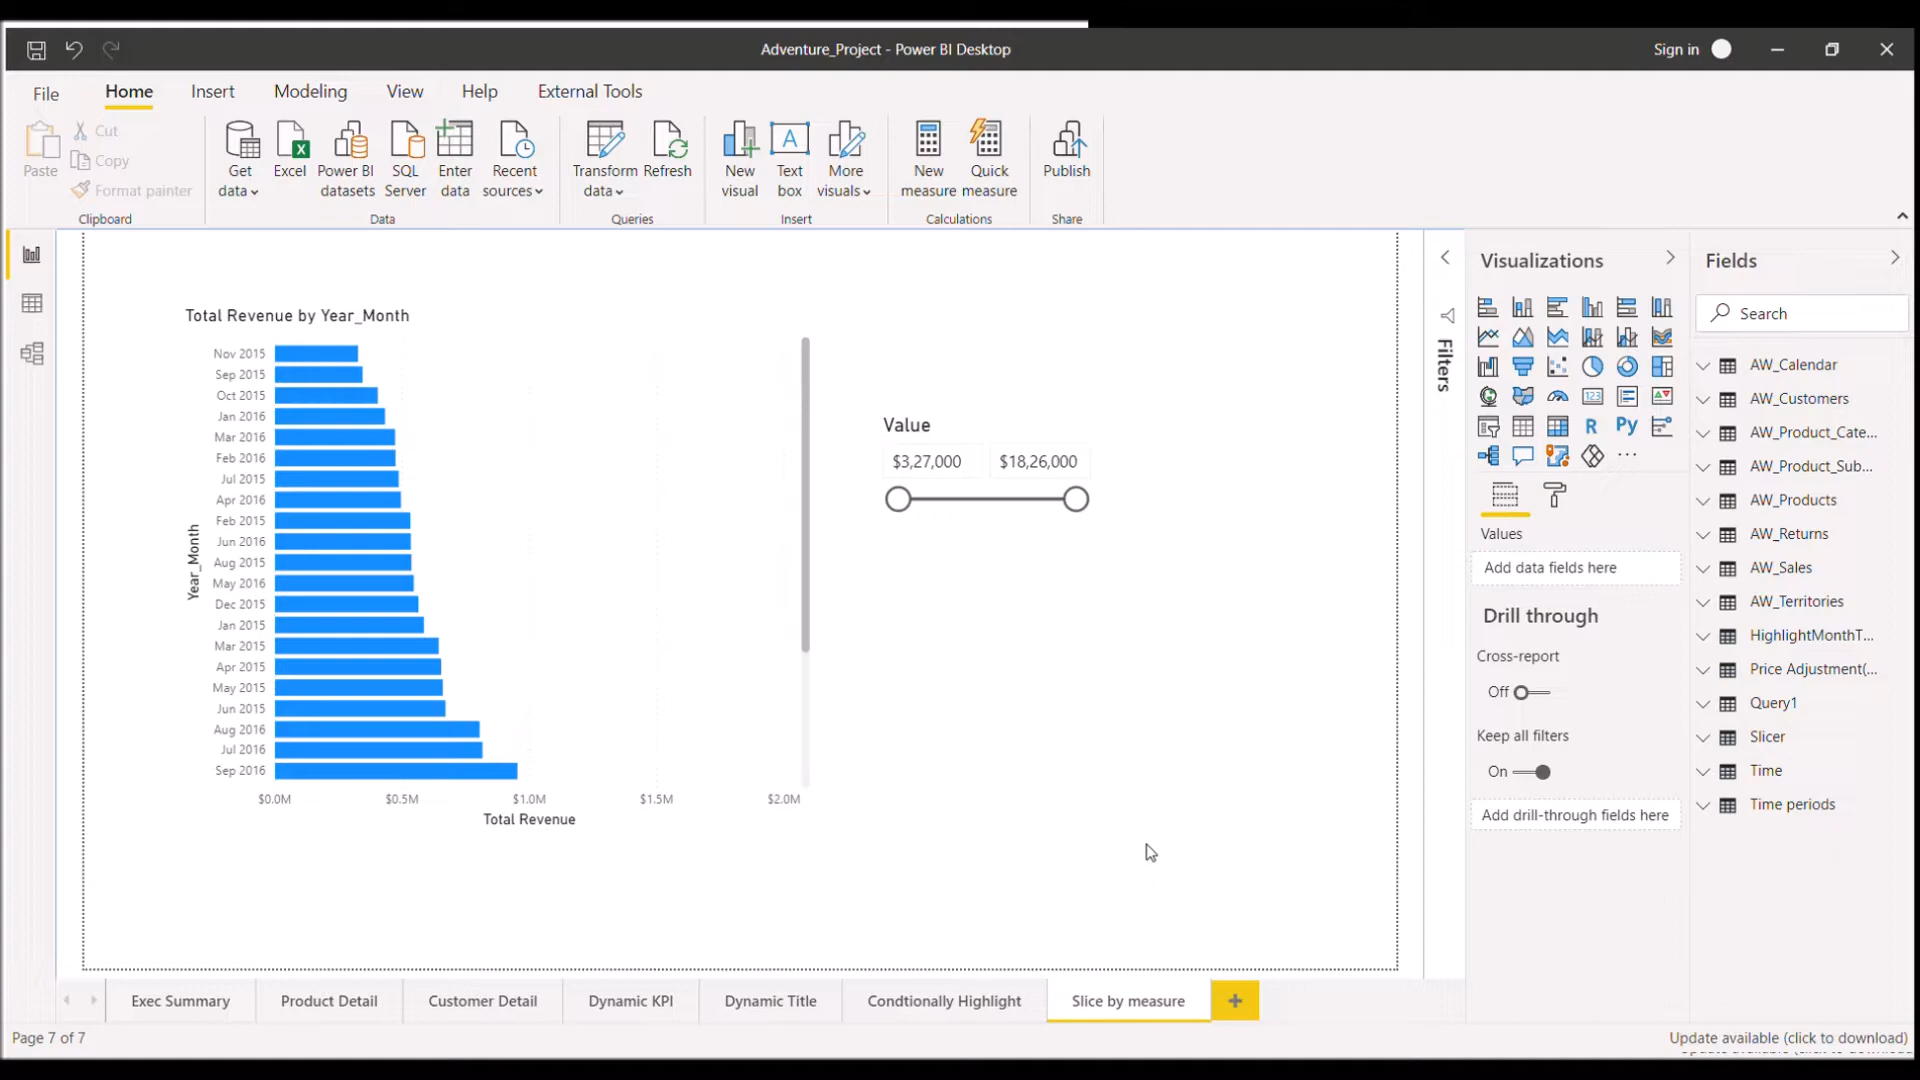 Adventure_Project - Power BI Desktop
Sign in
File Home Insert Modeling View Help External Tools
Paste
Cut
Copy
Format painter
Clipboard
Get data
Excel
Power BI datasets
SQL Server
Enter data
Recent sources
Data
Transform data
Refresh
Queries
New visual
Text box
More visuals
Insert
New measure
Quick measure
Calculations
Publish
Share
Total Revenue by Year_Month
Year_Month
Nov 2015
Sep 2015
Oct 2015
Jan 2016
Mar 2016
Feb 2016
Jul 2015
Apr 2016
Feb 2015
Jun 2016
Aug 2015
May 2016
Dec 2015
Jan 2015
Mar 2015
Apr 2015
May 2015
Jun 2015
Aug 2016
Jul 2016
Sep 2016
$0.0M $0.5M $1.0M $1.5M $2.0M
Total Revenue
Value
$3,27,000 $18,26,000
Filters
Visualizations
R
Py
123
Values
Add data fields here
Drill through
Cross-report
Off
Keep all filters
On
Add drill-through fields here
Fields
Search
AW_Calendar
AW_Customers
AW_Product_Cate...
AW_Product_Sub...
AW_Products
AW_Returns
AW_Sales
AW_Territories
HighlightMonthT...
Price Adjustment(...
Query1
Slicer
Time
Time periods
Exec Summary Product Detail Customer Detail Dynamic KPI Dynamic Title Condtionally Highlight Slice by measure
Page 7 of 7
Update available (click to download)